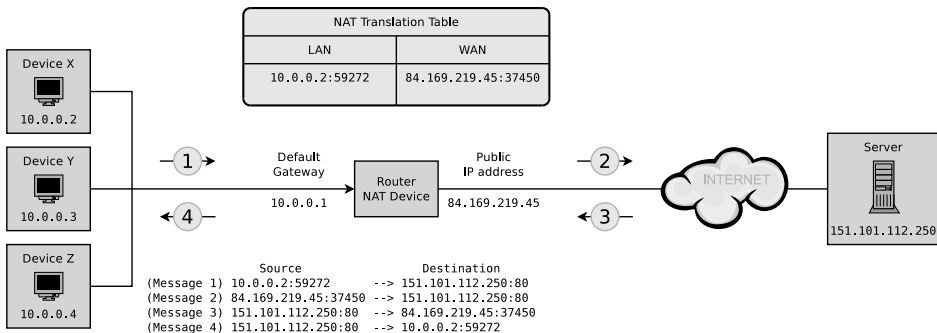 NAT Translation Table
LAN WAN
10.0.0.2:59272 84.169.219.45:37450
Device X
10.0.0.2
Device Y
10.0.0.3
Device Z
10.0.0.4
1
4
Default
Gateway
10.0.0.1
Router
NAT Device
Public
IP address
84.169.219.45
2
3
INTERNET
Server
151.101.112.250
Source Destination
(Message 1) 10.0.0.2:59272 --> 151.101.112.250:80
(Message 2) 84.169.219.45:37450 --> 151.101.112.250:80
(Message 3) 151.101.112.250:80 --> 84.169.219.45:37450
(Message 4) 151.101.112.250:80 --> 10.0.0.2:59272